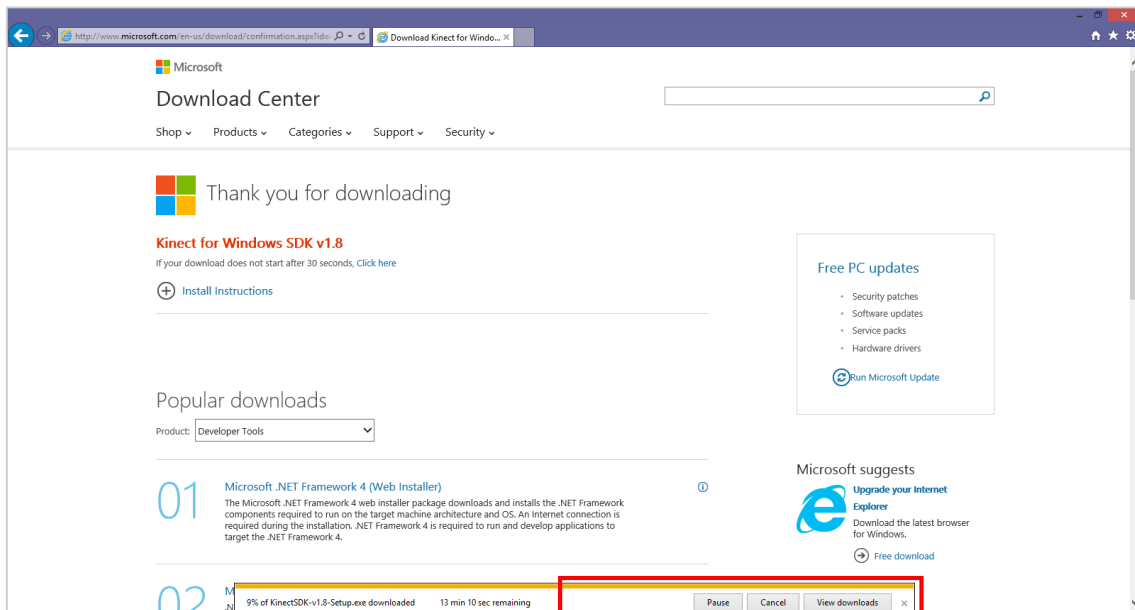 http://www.microsoft.com/en-us/download/confirmation.aspx?id=
Download Kinect for Windo...
Microsoft
Download Center
Shop Products Categories Support Security
Thank you for downloading
Kinect for Windows SDK v1.8
If your download does not start after 30 seconds, Click here
Install Instructions
Free PC updates
• Security patches
• Software updates
• Service packs
• Hardware drivers
Run Microsoft Update
Popular downloads
Product: Developer Tools
01
Microsoft .NET Framework 4 (Web Installer)
The Microsoft .NET Framework 4 web installer package downloads and installs the .NET Framework
components required to run on the target machine architecture and OS. An Internet connection is
required during the installation. .NET Framework 4 is required to run and develop applications to
target the .NET Framework 4.
Microsoft suggests
Upgrade your Internet
Explorer
Download the latest browser
for Windows.
Free download
02
9% of KinectSDK-v1.8-Setup.exe downloaded 13 min 10 sec remaining Pause Cancel View downloads